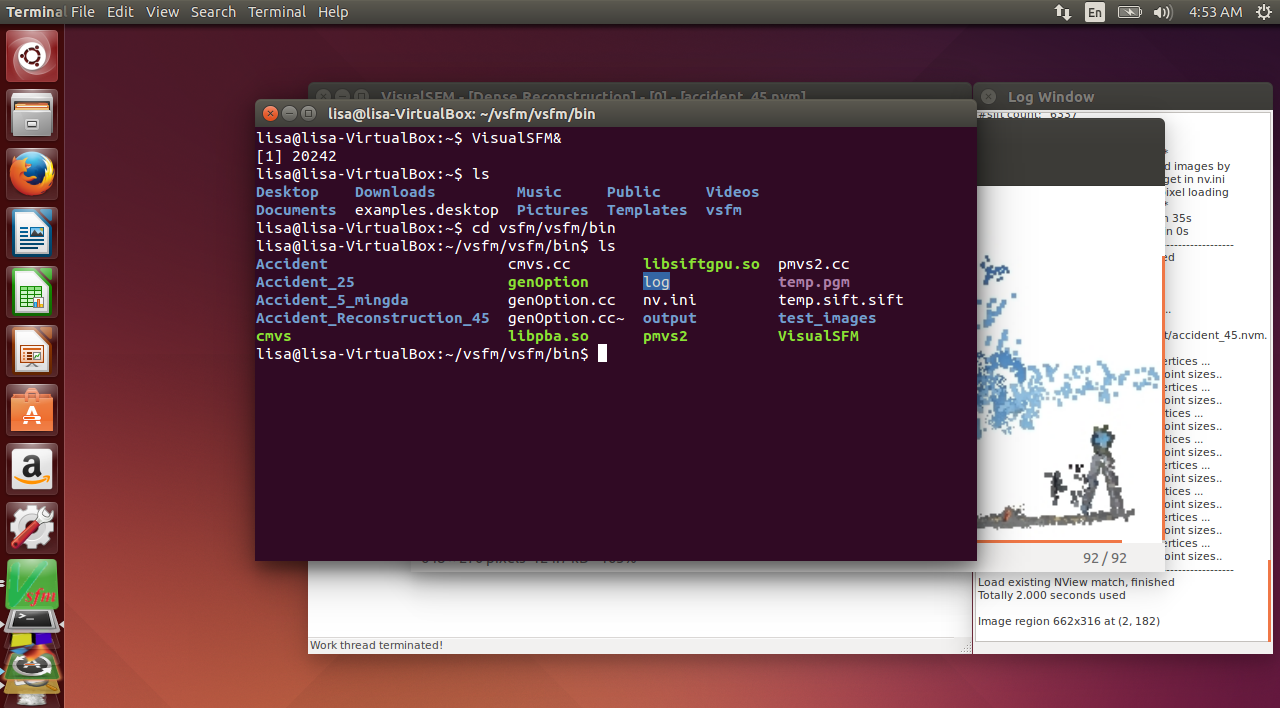 Terminal File Edit View Search Terminal Help
En
4:53 AM
VisualSFM - [Dense Reconstruction] - [0] - [accident_45.nvm]
Log Window
lisa@lisa-VirtualBox: ~/vsfm/vsfm/bin
lisa@lisa-VirtualBox:~$ VisualSFM&
[1] 20242
lisa@lisa-VirtualBox:~$ ls
Desktop Downloads Music Public Videos
Documents examples.desktop Pictures Templates vsfm
lisa@lisa-VirtualBox:~$ cd vsfm/vsfm/bin
lisa@lisa-VirtualBox:~/vsfm/vsfm/bin$ ls
Accident cmvs.cc libsiftgpu.so pmvs2.cc
Accident_25 genOption log temp.pgm
Accident_5_mingda genOption.cc nv.ini temp.sift.sift
Accident_Reconstruction_45 genOption.cc~ output test_images
cmvs libpba.so pmvs2 VisualSFM
lisa@lisa-VirtualBox:~/vsfm/vsfm/bin$
d images by
get in nv.ini
pixel loading
*
n 35s
n 0s
-----------------
ed
..
t/accident_45.nvm.
ertices ...
oint sizes..
ertices ...
oint sizes..
rtices ...
oint sizes..
rtices ...
oint sizes..
ertices ...
oint sizes..
rtices ...
oint sizes..
ertices ...
oint sizes..
ertices ...
oint sizes..
92 / 92
Load existing NView match, finished
Totally 2.000 seconds used
Image region 662x316 at (2, 182)
Work thread terminated!
Vsfm
a